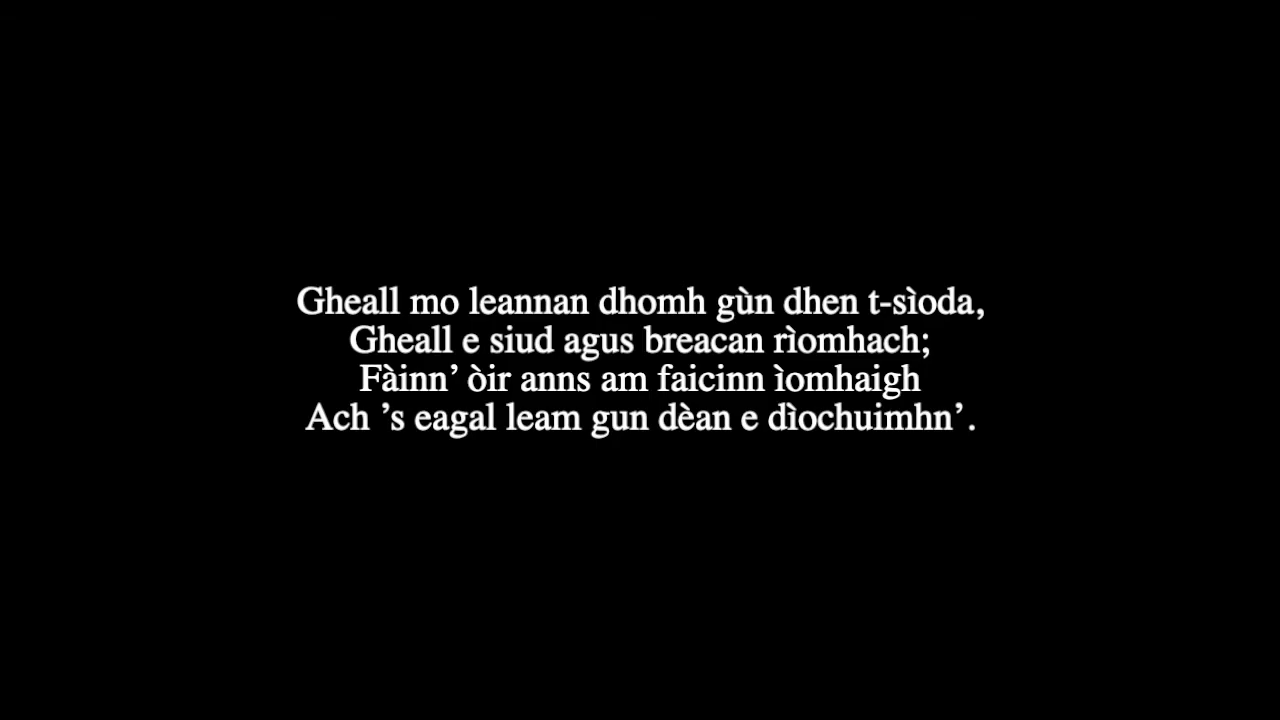 Gheall mo leannan dhomh gùn dhen t-sìoda,
Gheall e siud agus breacan rìomhach;
Fàinn’ òir anns am faicinn ìomhaigh
Ach ’s eagal leam gun dèan e dìochuimhn’.